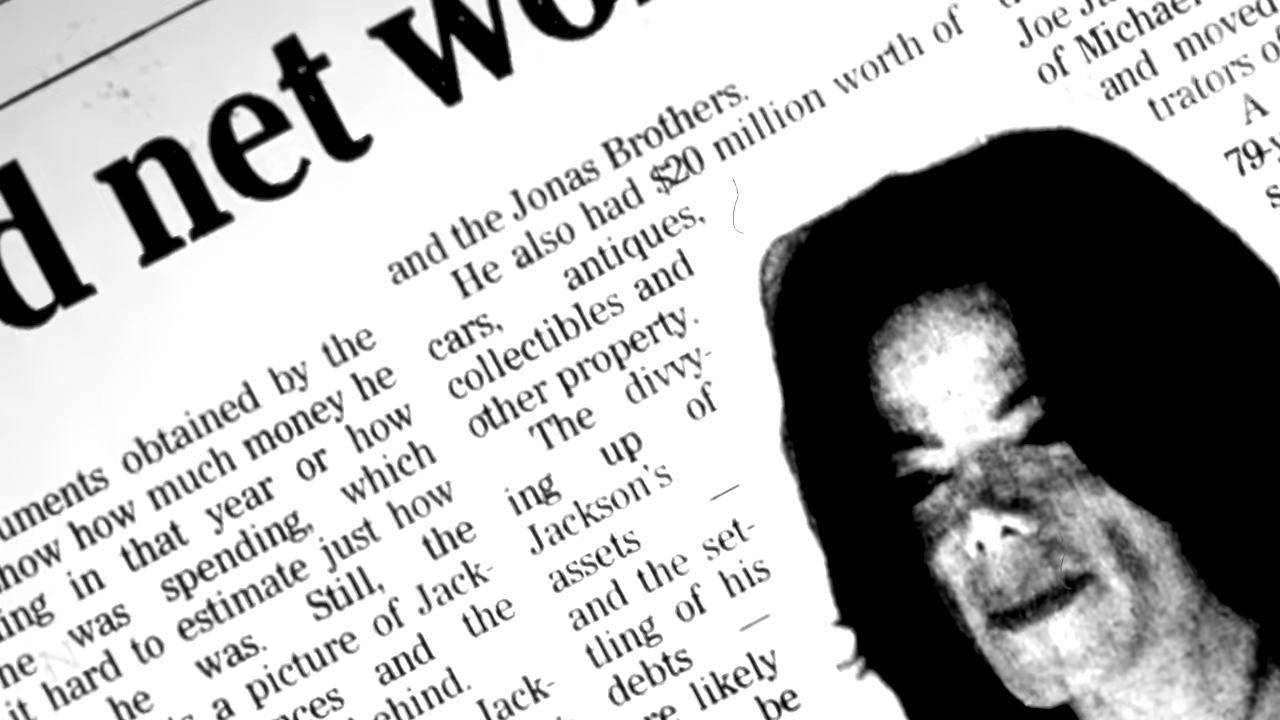 d net wo
uments obtained by the
how how much money he
ing in that year or how
he was spending, which
it hard to estimate just how
he was. Still, the
a picture of Jack-
nces and the
ehind.
Jack-
and the Jonas Brothers.
He also had $20 million worth of
cars, antiques,
collectibles and
other property.
The divvy-
ing up of
Jackson's
assets —
and the set-
tling of his
debts —
re likely
be
Joe Ja
of Michael
and moved
trators of
A
79-y
s